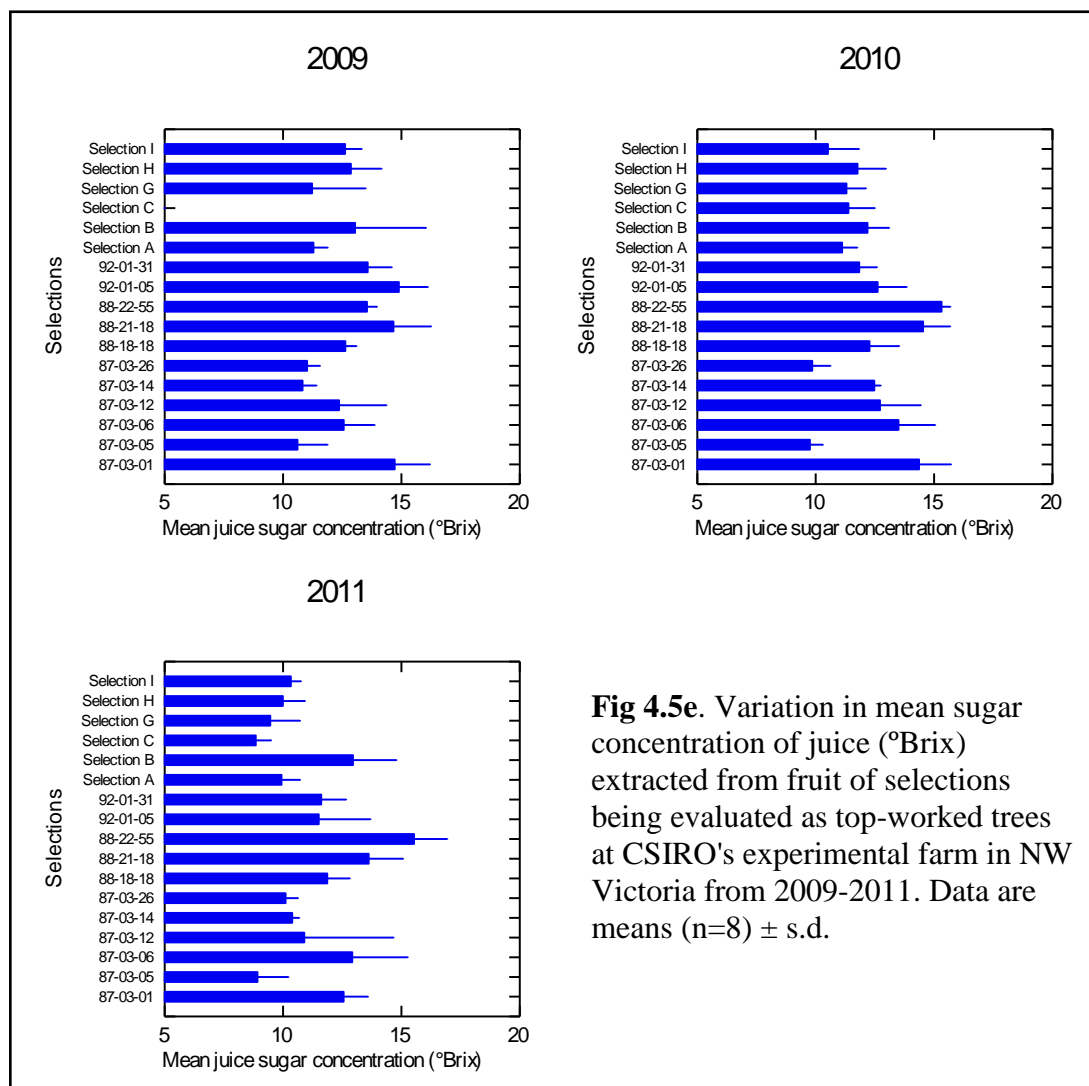 2009
Selection I
Selection H
Selection G
Selection C
Selection B
Selection A
92-01-31
92-01-05
88-22-55
88-21-18
88-18-18
87-03-26
87-03-14
87-03-12
87-03-06
87-03-05
87-03-01
Selections
5 10 15 20
Mean juice sugar concentration (°Brix)
2010
Selection I
Selection H
Selection G
Selection C
Selection B
Selection A
92-01-31
92-01-05
88-22-55
88-21-18
88-18-18
87-03-26
87-03-14
87-03-12
87-03-06
87-03-05
87-03-01
Selections
5 10 15 20
Mean juice sugar concentration (°Brix)
2011
Selection I
Selection H
Selection G
Selection C
Selection B
Selection A
92-01-31
92-01-05
88-22-55
88-21-18
88-18-18
87-03-26
87-03-14
87-03-12
87-03-06
87-03-05
87-03-01
Selections
5 10 15 20
Mean juice sugar concentration (°Brix)
Fig 4.5e. Variation in mean sugar
concentration of juice (°Brix)
extracted from fruit of selections
being evaluated as top-worked trees
at CSIRO's experimental farm in NW
Victoria from 2009-2011. Data are
means (n=8) ± s.d.